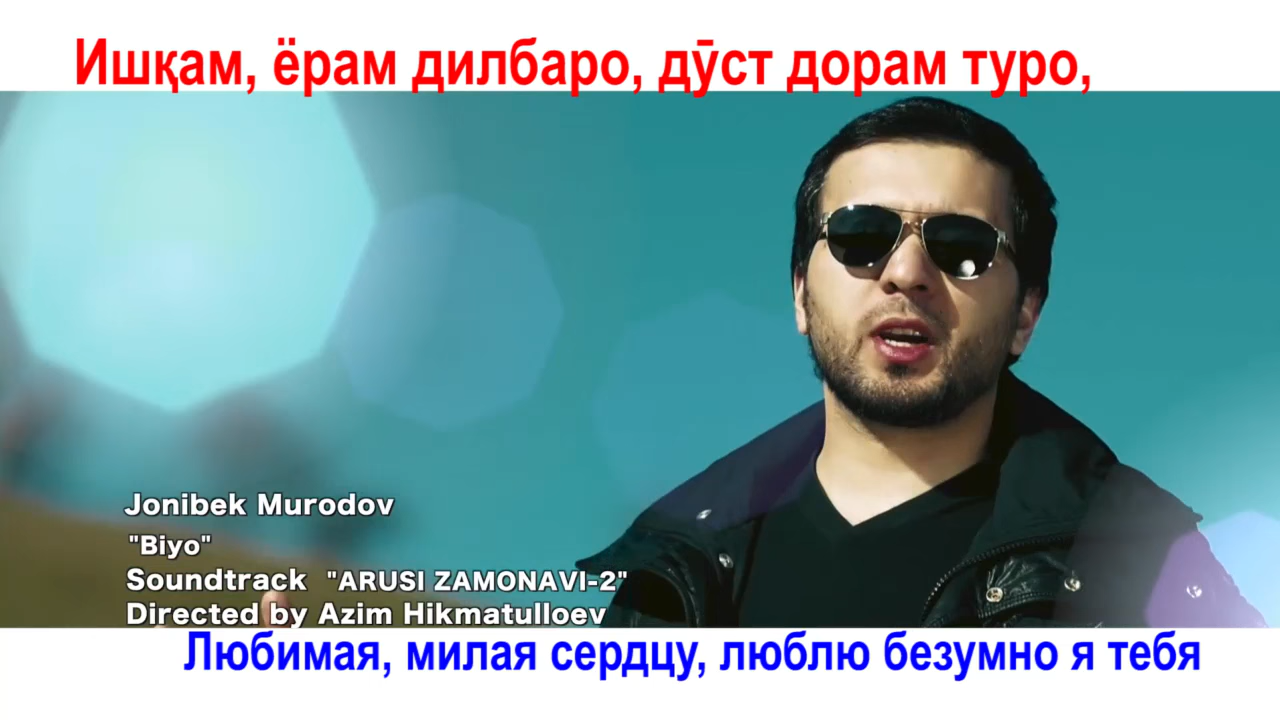 Ишқам, ёрам дилбаро, дӯст дорам туро,
Jonibek Murodov
"Biyo"
Soundtrack "ARUSI ZAMONAVI-2"
Directed by Azim Hikmatulloev
Любимая, милая сердцу, люблю безумно я тебя